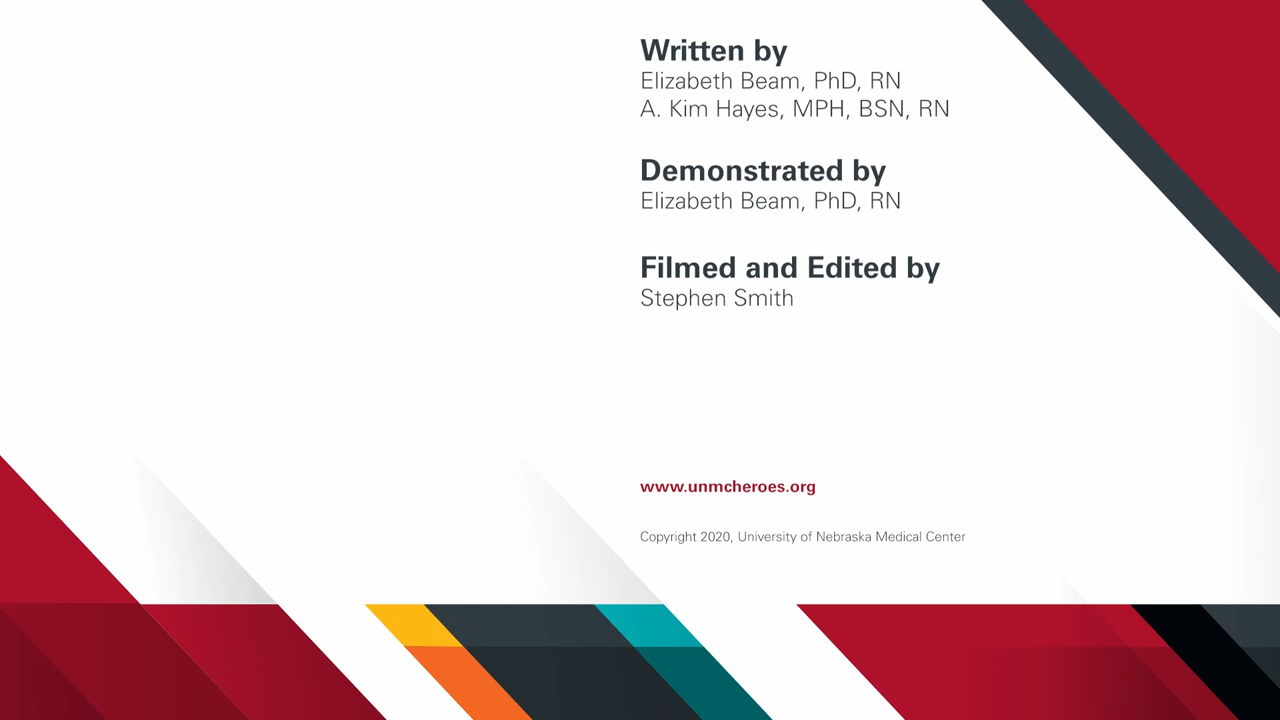 Written by
Elizabeth Beam, PhD, RN
A. Kim Hayes, MPH, BSN, RN
Demonstrated by
Elizabeth Beam, PhD, RN
Filmed and Edited by
Stephen Smith
www.unmcheroes.org
Copyright 2020, University of Nebraska Medical Center